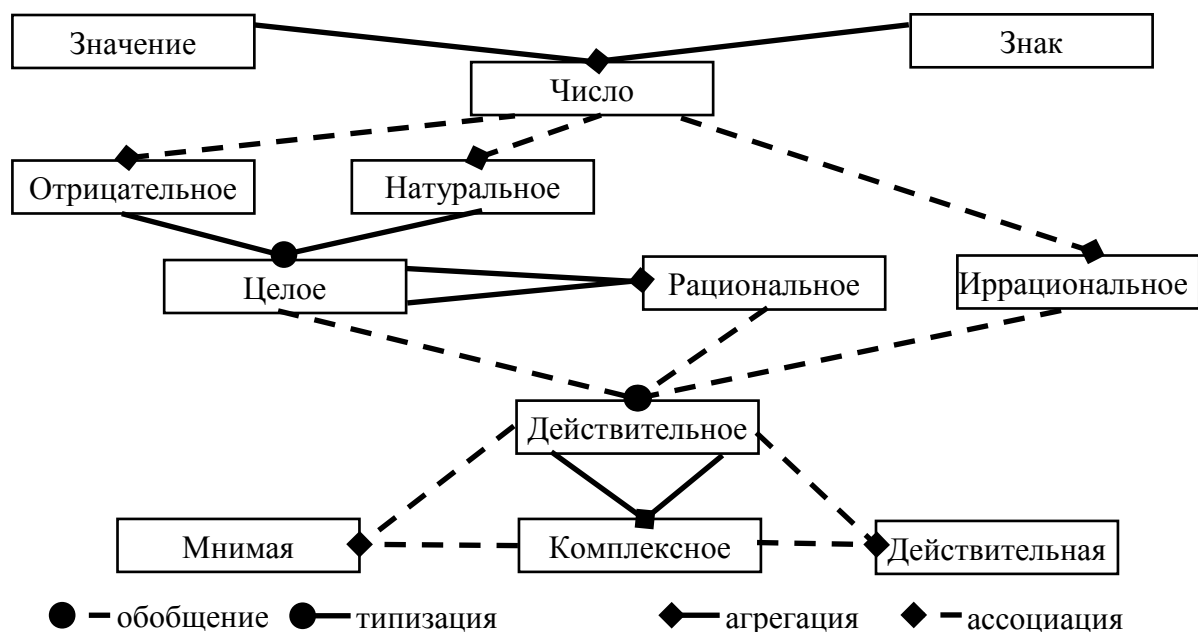 Значение
Знак
Число
Отрицательное
Натуральное
Целое
Рациональное
Иррациональное
Действительное
Мнимая
Комплексное
Действительная
обобщение
типизация
агрегация
ассоциация